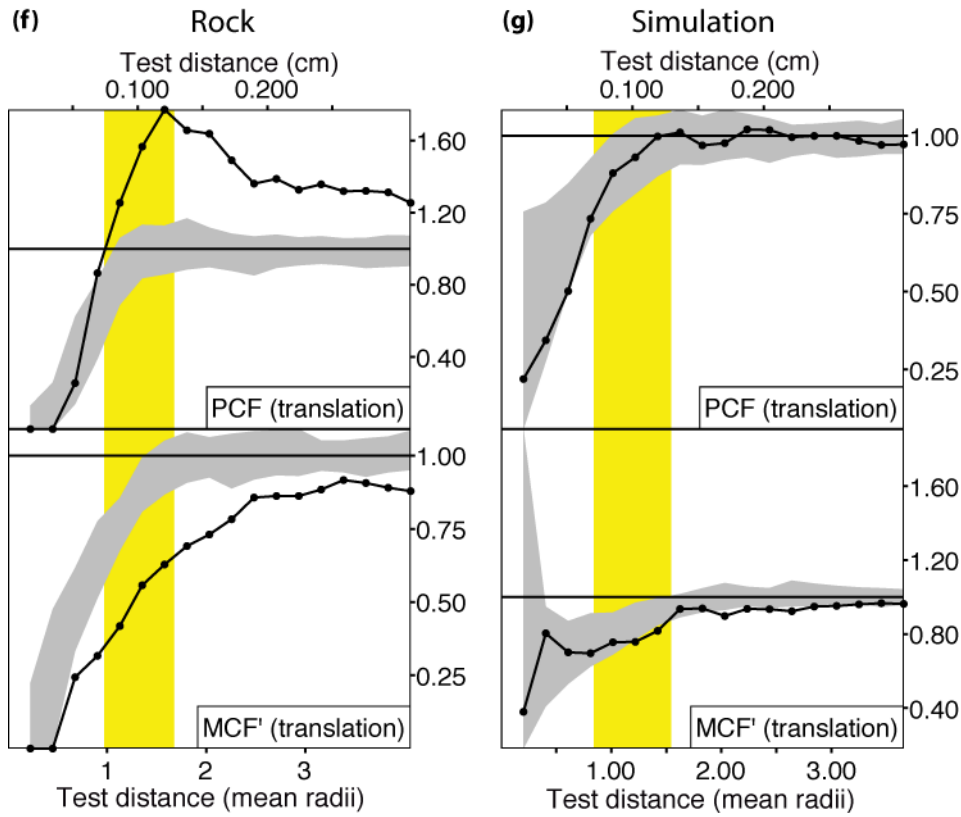 (f) Rock
Test distance (cm)
0.100 0.200
1.60
1.20
0.80
0.40
PCF (translation)
1.00
0.75
0.50
0.25
MCF' (translation)
1 2 3
Test distance (mean radii)
(g) Simulation
Test distance (cm)
0.100 0.200
1.00
0.75
0.50
0.25
PCF (translation)
1.60
1.20
0.80
0.40
MCF' (translation)
1.00 2.00 3.00
Test distance (mean radii)